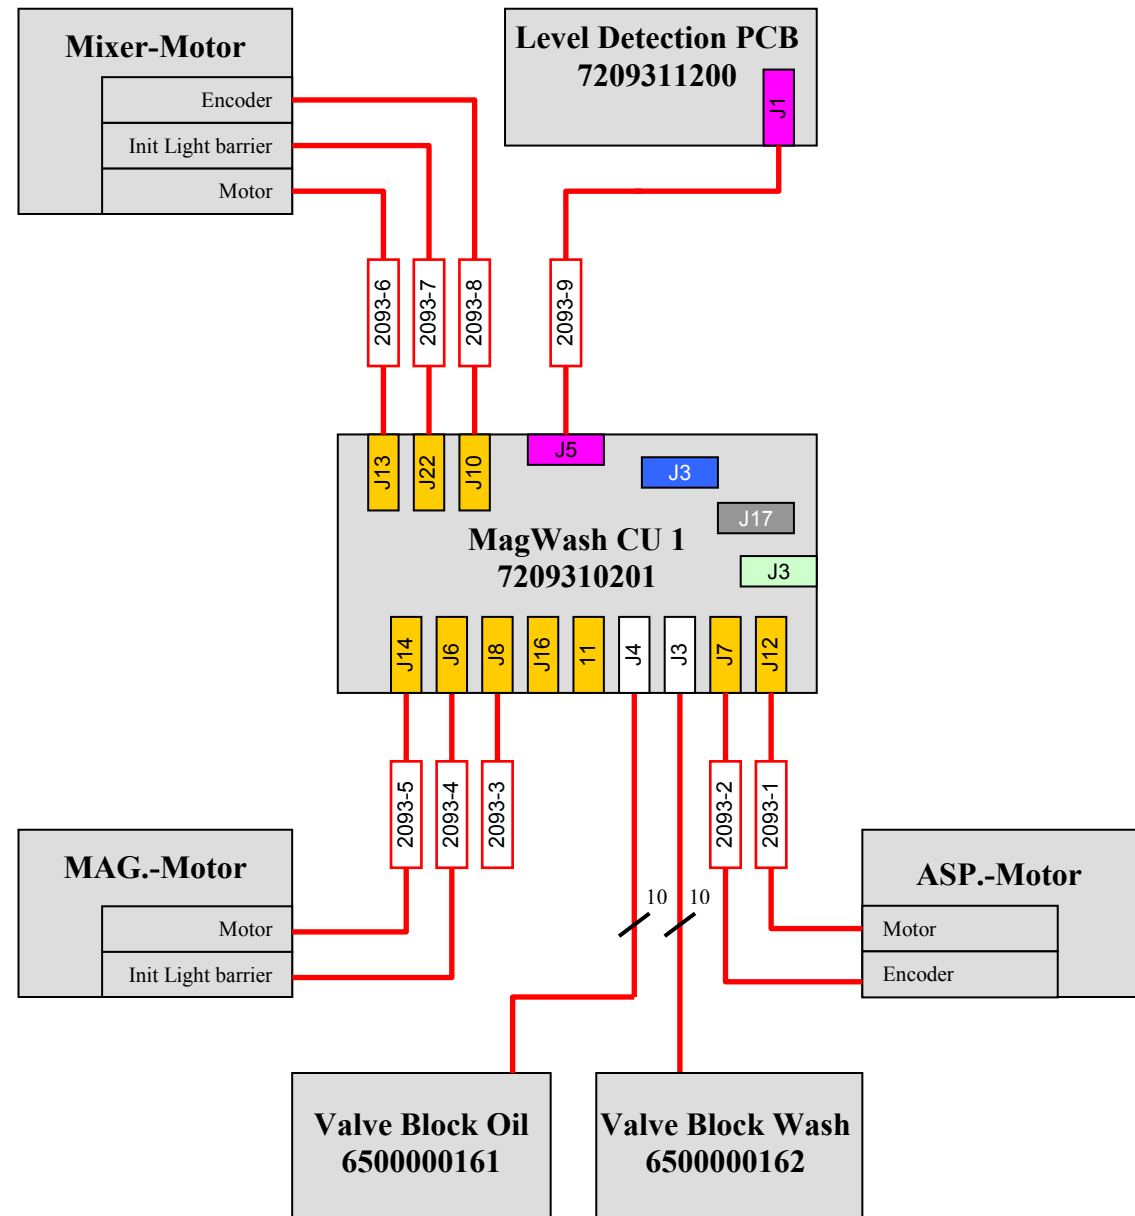 Mixer-Motor
Encoder
Init Light barrier
Motor
Level Detection PCB
7209311200
J1
2093-6
2093-7
2093-8
2093-9
J13
J22
J10
J5
J3
J17
J3
MagWash CU 1
7209310201
J14
J6
J8
J16
11
J4
J3
J7
J12
2093-5
2093-4
2093-3
2093-2
2093-1
MAG.-Motor
Motor
Init Light barrier
10
10
ASP.-Motor
Motor
Encoder
Valve Block Oil
6500000161
Valve Block Wash
6500000162